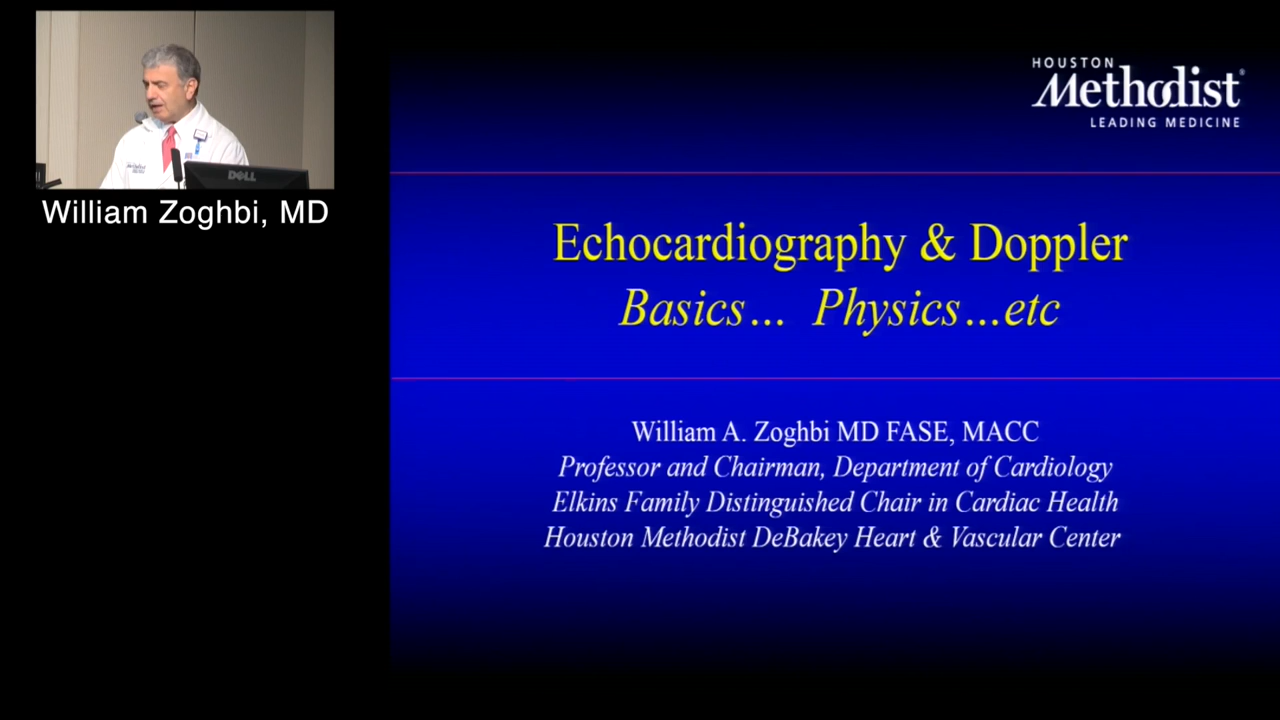 HOUSTON
Methodist®
LEADING MEDICINE
DELL
William Zoghbi, MD
Echocardiography & Doppler
Basics... Physics...etc
William A. Zoghbi MD FASE, MACC
Professor and Chairman, Department of Cardiology
Elkins Family Distinguished Chair in Cardiac Health
Houston Methodist DeBakey Heart & Vascular Center